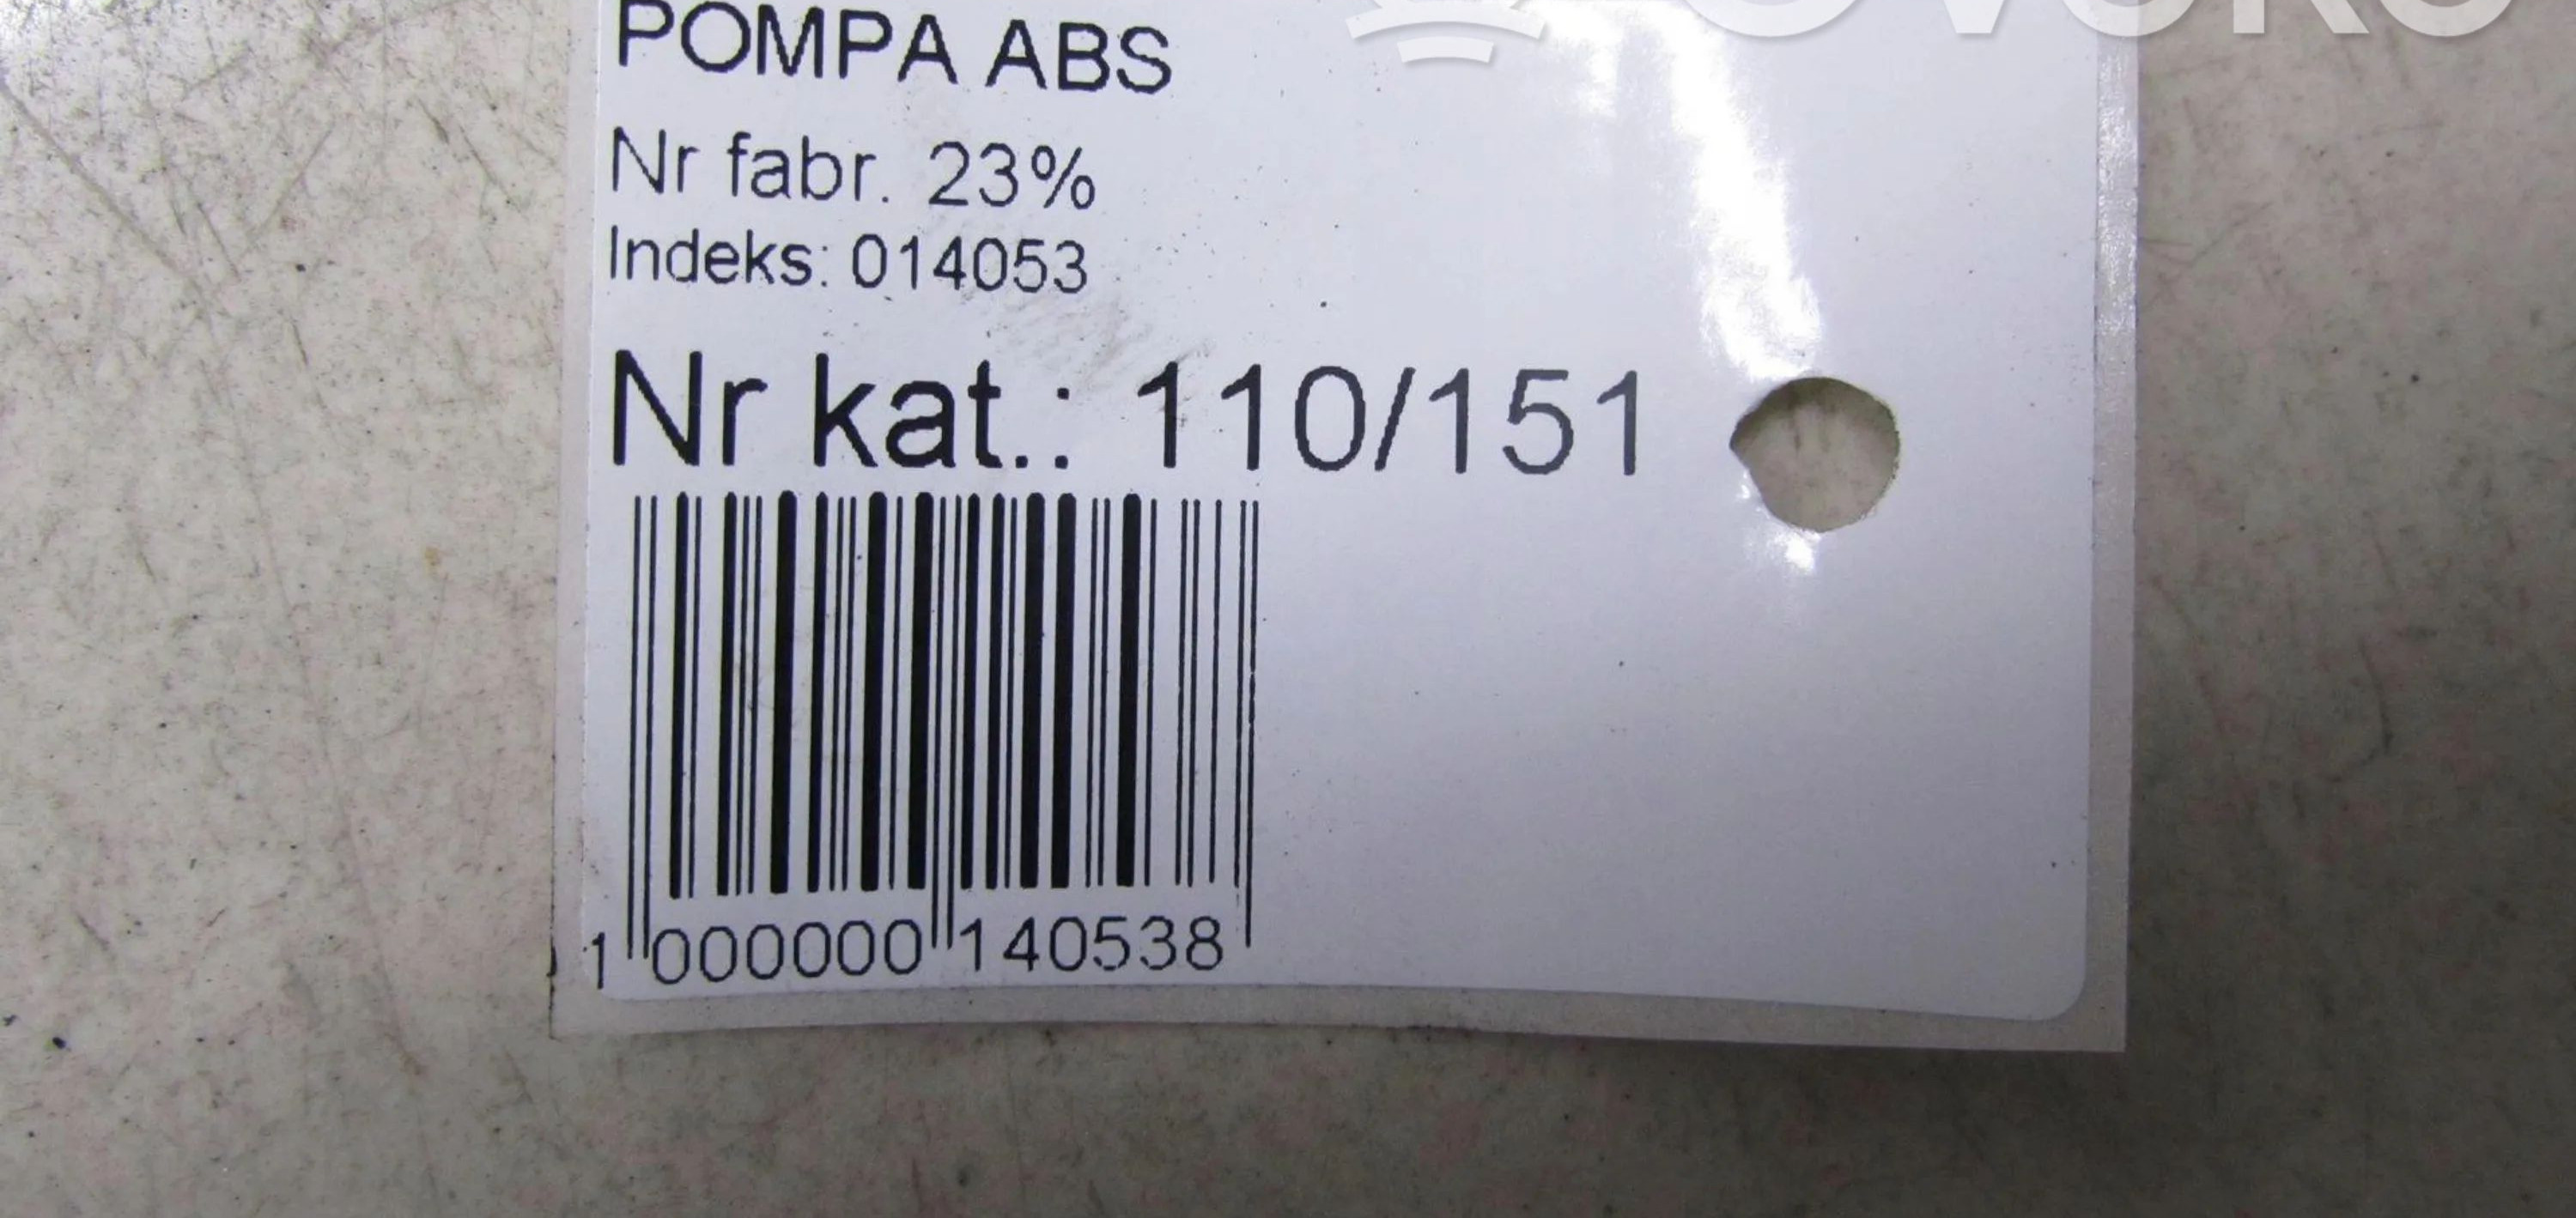 POMPA ABS
Nr fabr. 23%
Indeks: 014053
Nr kat.: 110/151
1 000000 140538